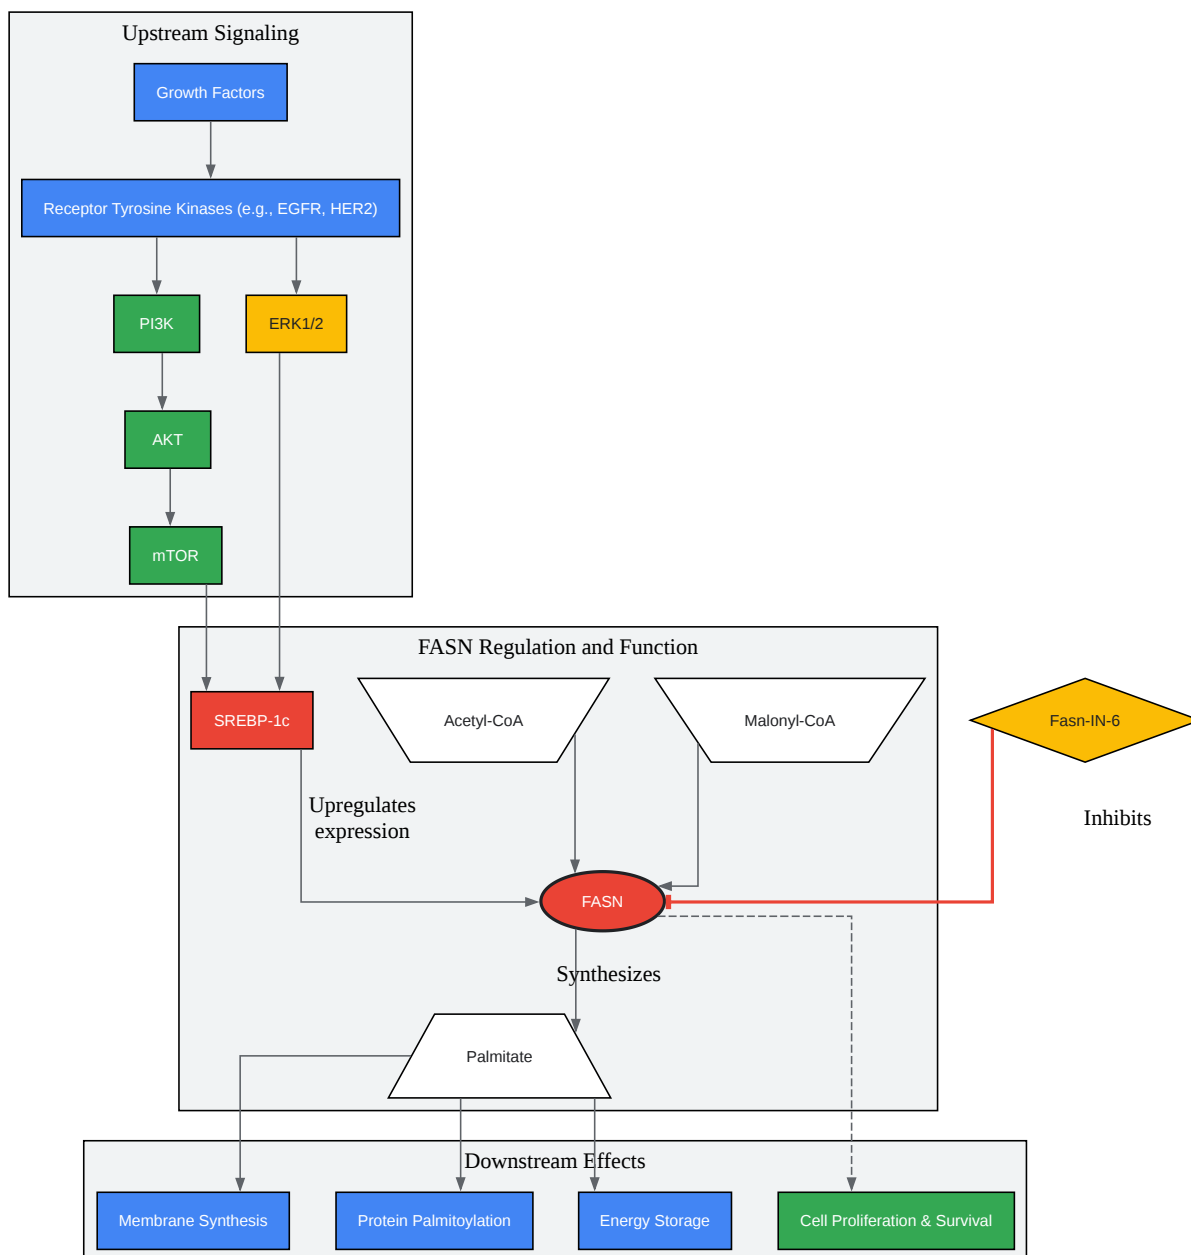 Upstream Signaling
Growth Factors
Receptor Tyrosine Kinases (e.g., EGFR, HER2)
PI3K
ERK1/2
AKT
mTOR
FASN Regulation and Function
SREBP-1c
Acetyl-CoA
Malonyl-CoA
Fasn-IN-6
Upregulates
expression
Inhibits
FASN
Synthesizes
Palmitate
Downstream Effects
Membrane Synthesis
Protein Palmitoylation
Energy Storage
Cell Proliferation & Survival